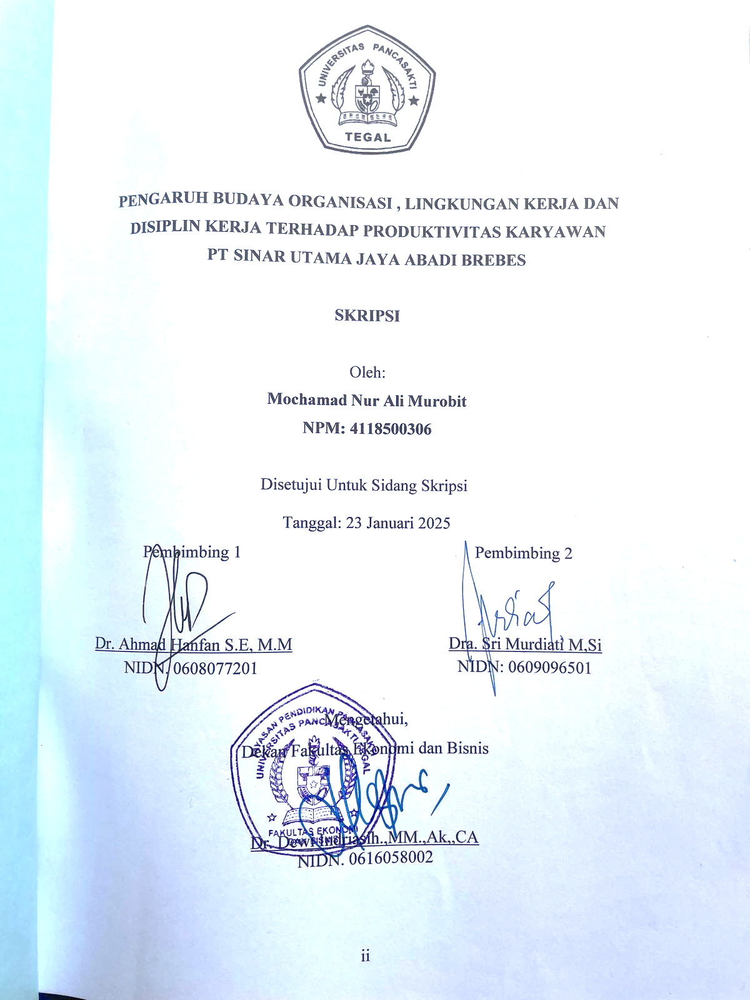 UNIVERSITAS PANCASAKTI
TEGAL
PENGARUH BUDAYA ORGANISASI , LINGKUNGAN KERJA DAN
DISIPLIN KERJA TERHADAP PRODUKTIVITAS KARYAWAN
PT SINAR UTAMA JAYA ABADI BREBES
SKRIPSI
Oleh:
Mochamad Nur Ali Murobit
NPM: 4118500306
Disetujui Untuk Sidang Skripsi
Tanggal: 23 Januari 2025
Pembimbing 1
Pembimbing 2
Dr. Ahmad Hanfan S.E, M.M
Dra. Sri Murdiati M,Si
NIDN. 0608077201
NIDN: 0609096501
YAYASAN PENDIDIKAN PANCASAKTI
UNIVERSITAS PANCASAKTI TEGAL
Mengetahui,
Dekan Fakultas Ekonomi dan Bisnis
FAKULTAS EKONOMI
DAN BISNIS
Dr. Dewi Indriasih.,MM.,Ak,,CA
NIDN. 0616058002
ii